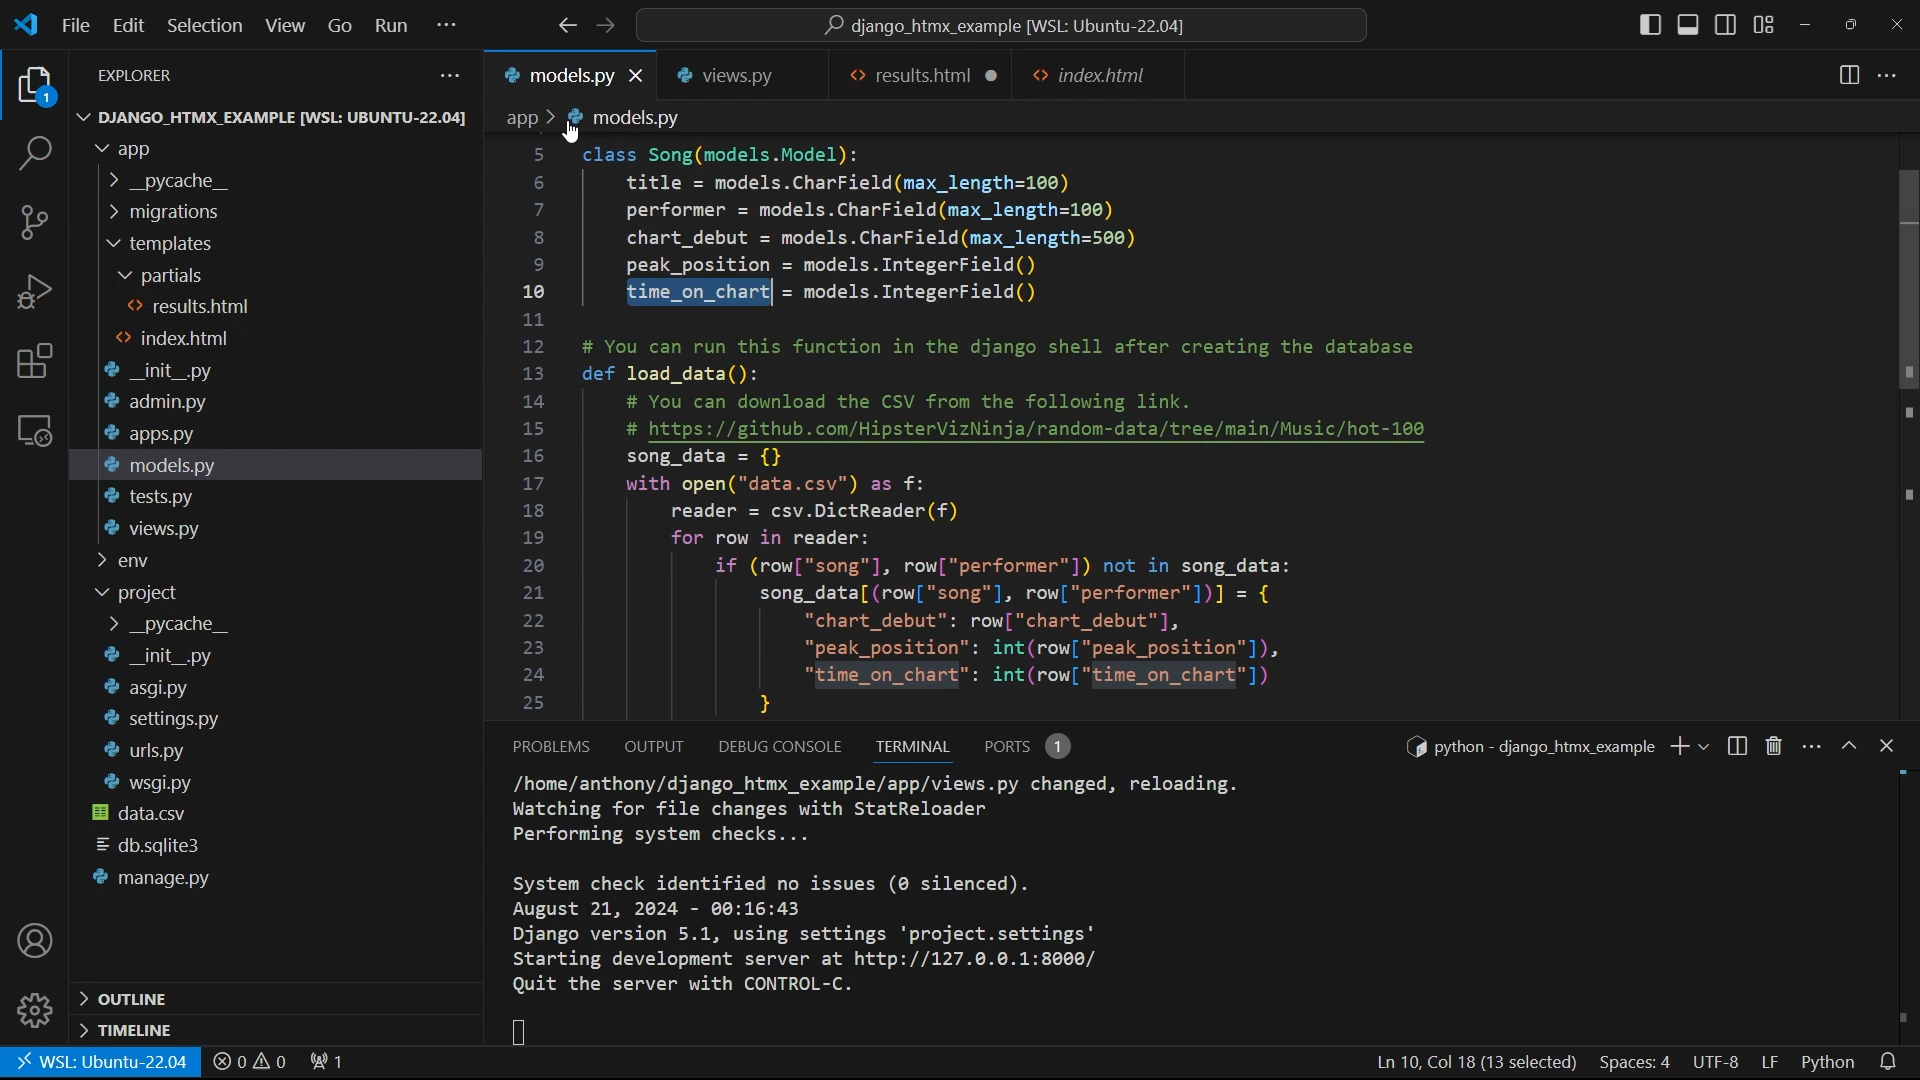 File Edit Selection View Go Run ···
django_htmx_example [WSL: Ubuntu-22.04]
EXPLORER
1
DJANGO_HTMX_EXAMPLE [WSL: UBUNTU-22.04]
app
__pycache__
migrations
templates
partials
results.html
index.html
__init__.py
admin.py
apps.py
models.py
tests.py
views.py
env
project
__pycache__
__init__.py
asgi.py
settings.py
urls.py
wsgi.py
data.csv
db.sqlite3
manage.py
OUTLINE
TIMELINE
models.py views.py results.html index.html
app > models.py
5 class Song(models.Model):
6 title = models.CharField(max_length=100)
7 performer = models.CharField(max_length=100)
8 chart_debut = models.CharField(max_length=500)
9 peak_position = models.IntegerField()
10 time_on_chart = models.IntegerField()
11
12 # You can run this function in the django shell after creating the database
13 def load_data():
14 # You can download the CSV from the following link.
15 # https://github.com/HipsterVizNinja/random-data/tree/main/Music/hot-100
16 song_data = {}
17 with open("data.csv") as f:
18 reader = csv.DictReader(f)
19 for row in reader:
20 if (row["song"], row["performer"]) not in song_data:
21 song_data[(row["song"], row["performer"])] = {
22 "chart_debut": row["chart_debut"],
23 "peak_position": int(row["peak_position"]),
24 "time_on_chart": int(row["time_on_chart"])
25 }
PROBLEMS OUTPUT DEBUG CONSOLE TERMINAL PORTS 1
python - django_htmx_example
/home/anthony/django_htmx_example/app/views.py changed, reloading.
Watching for file changes with StatReloader
Performing system checks...
System check identified no issues (0 silenced).
August 21, 2024 - 00:16:43
Django version 5.1, using settings 'project.settings'
Starting development server at http://127.0.0.1:8000/
Quit the server with CONTROL-C.
WSL: Ubuntu-22.04 0 0 1
Ln 10, Col 18 (13 selected) Spaces: 4 UTF-8 LF Python